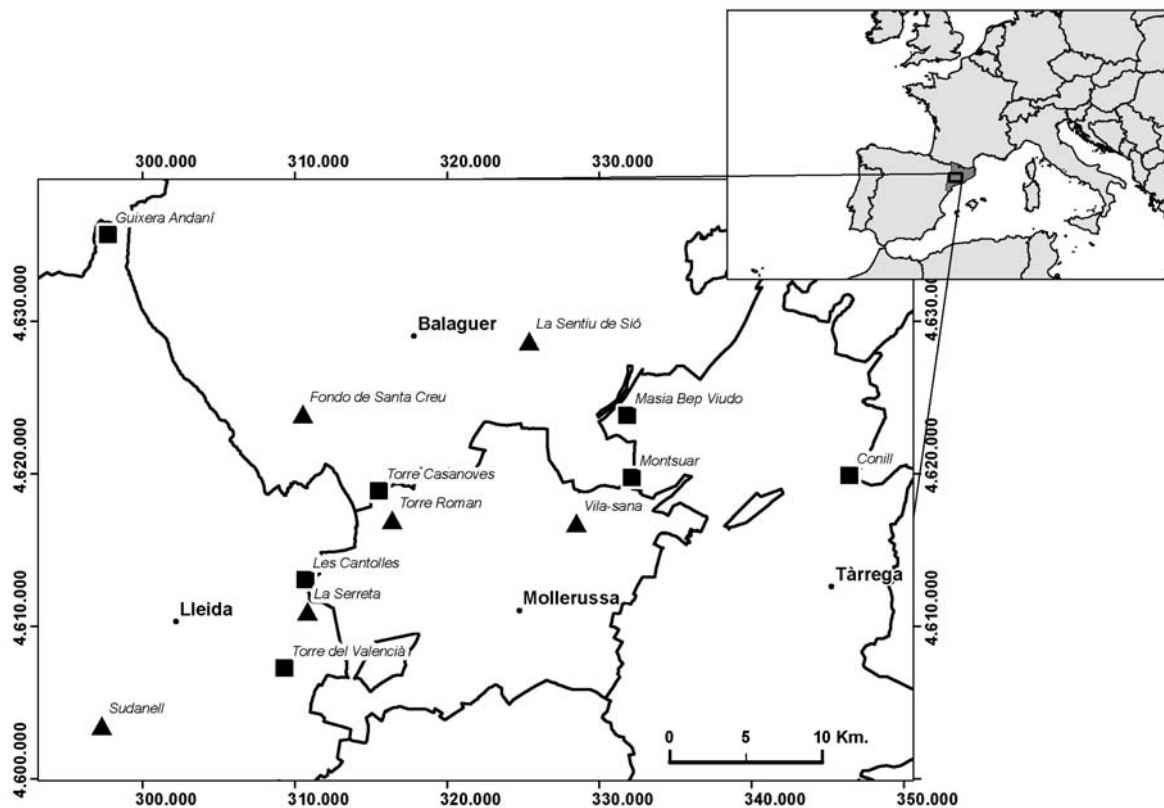 300.000
310.000
320.000
330.000
Guixera Andaní
4.630.000
4.630.00
Balaguer
La Sentiu de Sió
Fondo de Santa Creu
Masia Bep Viudo
4.620.000
4.620.000
Torre Casanoves
Montsuar
Conill
Torre Roman
Vila-sana
Les Cantolles
La Serreta
Tàrrega
Lleida
Mollerussa
4.610.000
4.610.000
Torre del Valencià
Sudanell
0 5 10 Km.
4.600.000
4.600.000
300.000
310.000
320.000
330.000
340.000
350.000